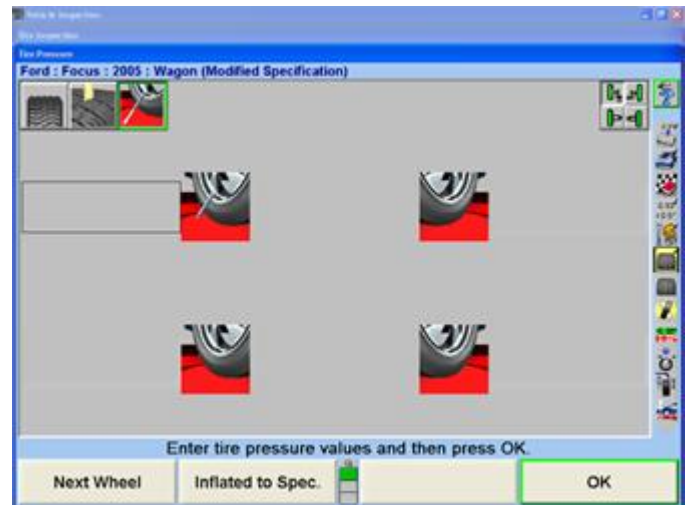 Tire Pressure
Ford : Focus : 2005 : Wagon (Modified Specification)
Enter tire pressure values and then press OK.
Next Wheel
Inflated to Spec.
OK